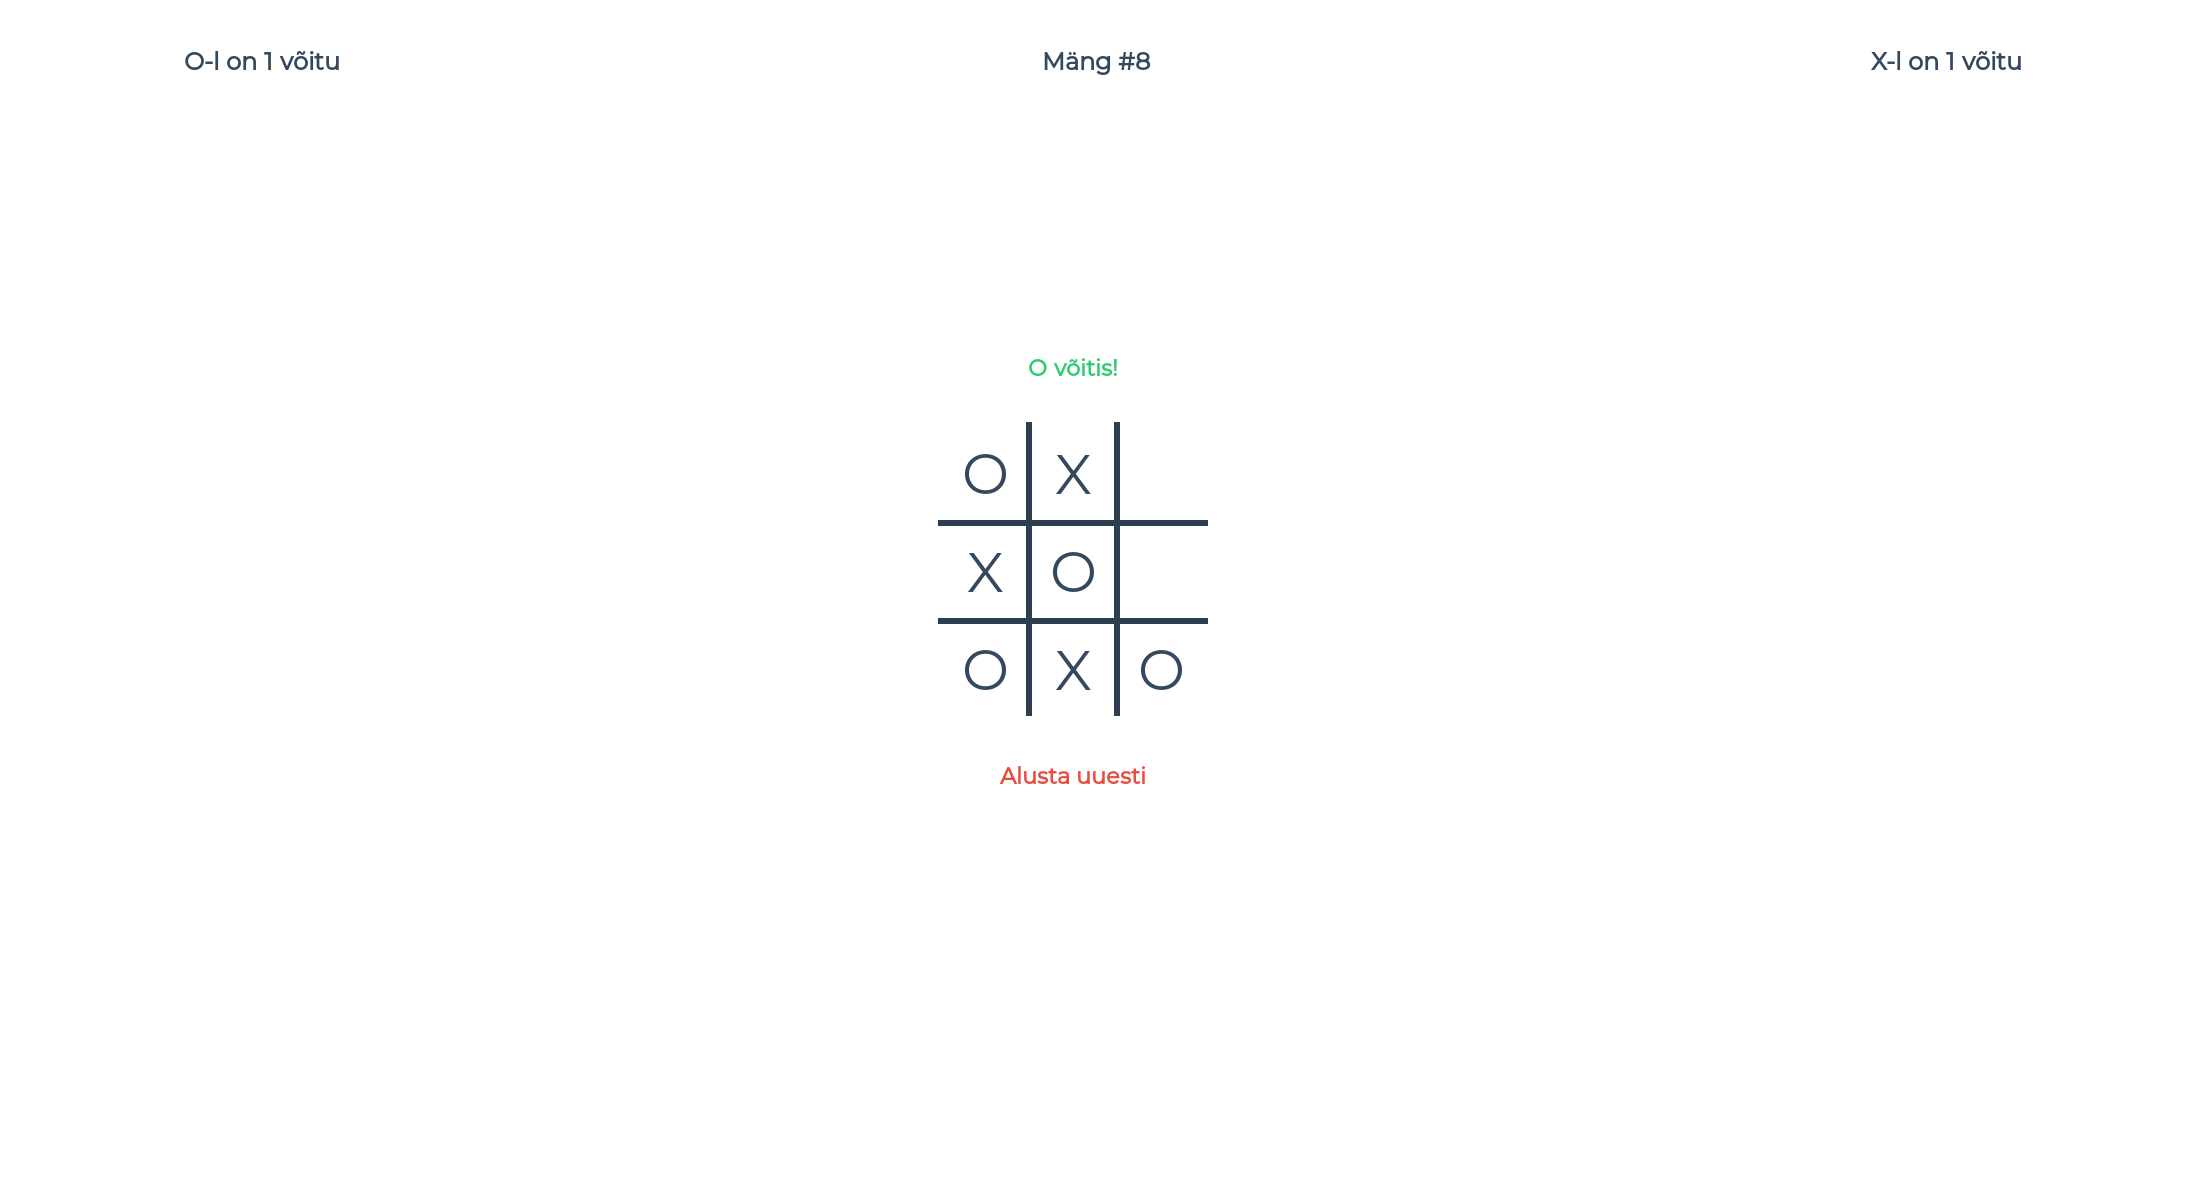 O-l on 1 võitu
Mäng #8
X-l on 1 võitu
O võitis!
O X
X O
O X O
Alusta uuesti